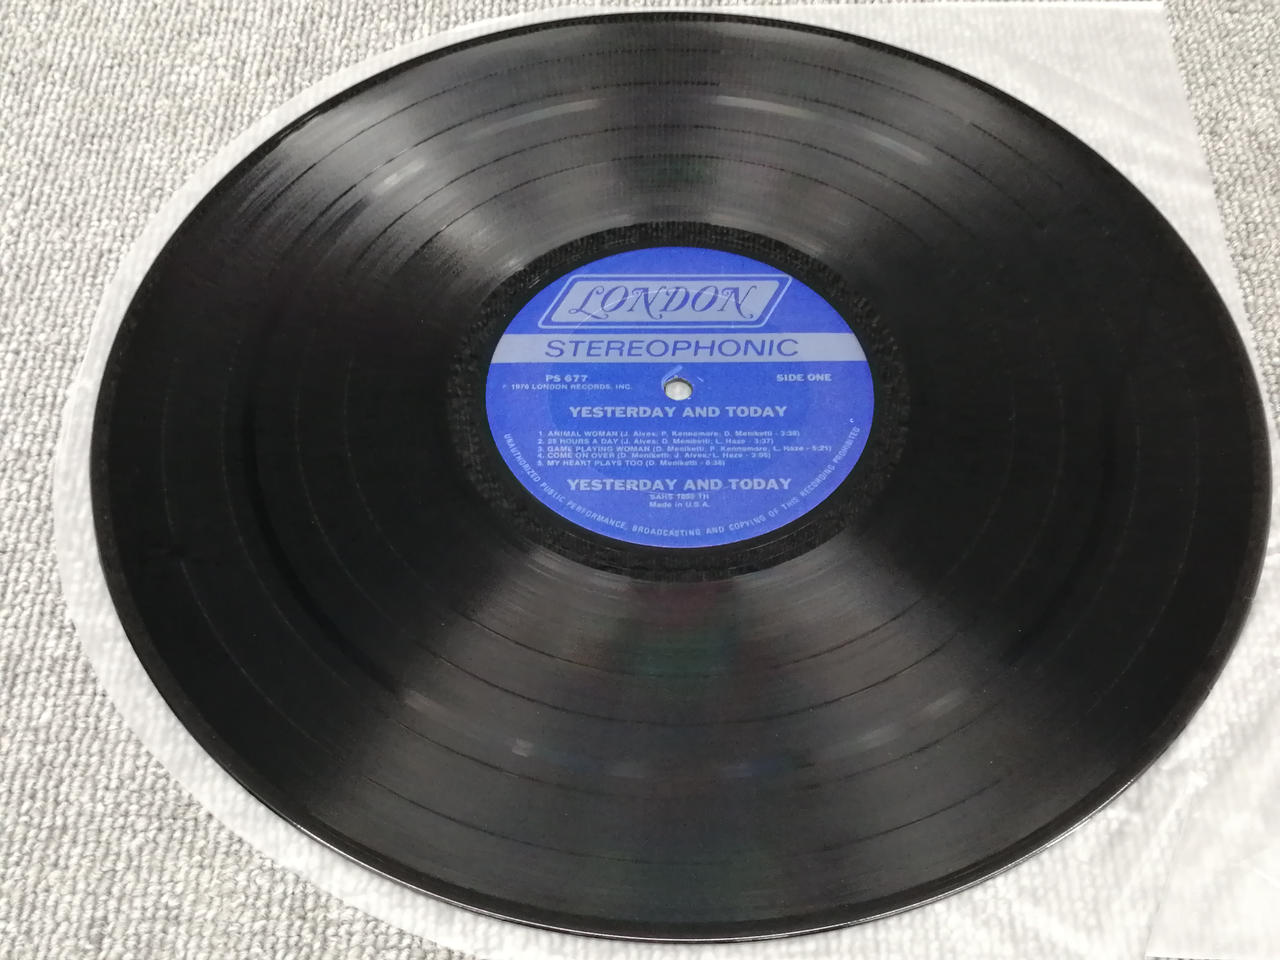 LONDON
STEREOPHONIC
PS 677
SIDE ONE
℗ 1976 LONDON RECORDS, INC.
YESTERDAY AND TODAY
1. ANIMAL WOMAN (J. Alves; P. Kennemore; D. Meniketti - 3:38)
2. 25 HOURS A DAY (J. Alves; D. Meniketti; L. Haze - 3:37)
3. GAME PLAYING WOMAN (D. Meniketti; P. Kennemore, L. Haze - 5:21)
4. COME ON OVER (D. Meniketti; J. Alves; L. Haze -
5. MY HEART PLAYS TOO (D. Meniketti - 6:38)
YESTERDAY AND TODAY
Made in U.S.A.
UNAUTHORIZED PUBLIC PERFORMANCE, BROADCASTING AND COPYING OF THIS RECORDING PROHIBITED